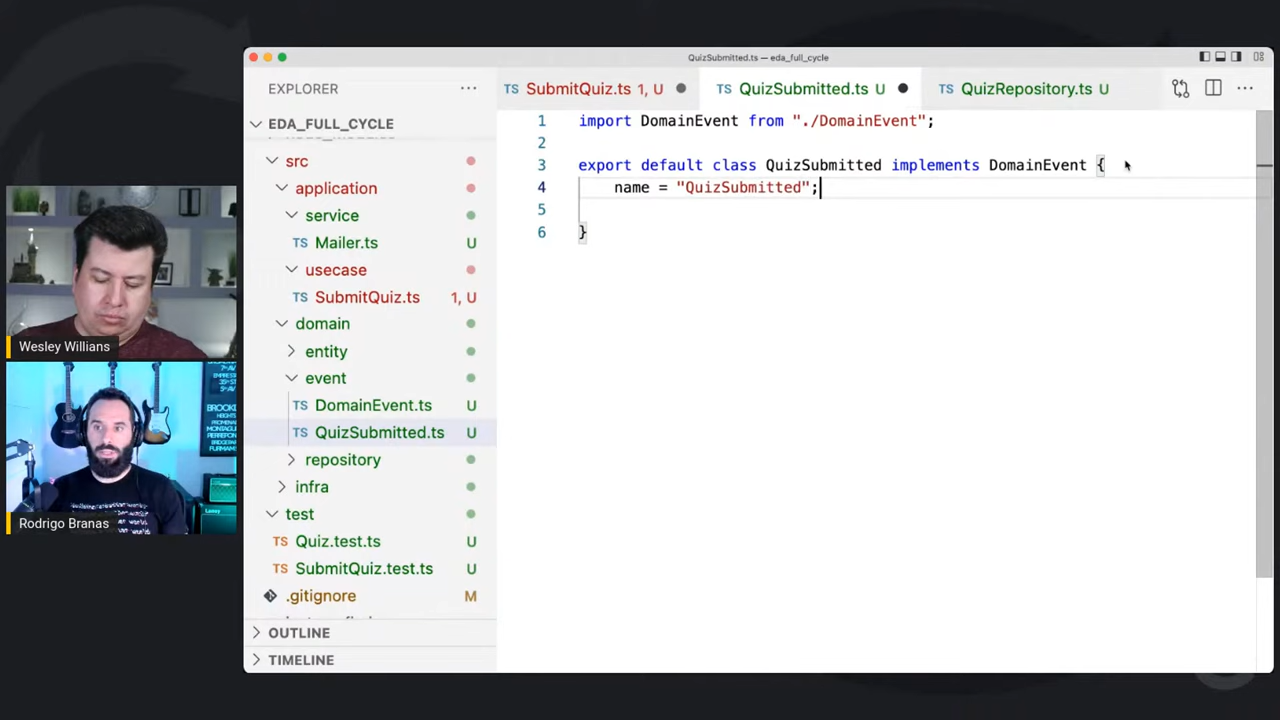 QuizSubmitted.ts — eda_full_cycle
EXPLORER
EDA_FULL_CYCLE
src
application
service
TS Mailer.ts U
usecase
TS SubmitQuiz.ts 1, U
domain
entity
event
TS DomainEvent.ts U
TS QuizSubmitted.ts U
repository
infra
test
TS Quiz.test.ts U
TS SubmitQuiz.test.ts U
.gitignore M
OUTLINE
TIMELINE
TS SubmitQuiz.ts 1, U
TS QuizSubmitted.ts U
TS QuizRepository.ts U
1 import DomainEvent from "./DomainEvent";
2
3 export default class QuizSubmitted implements DomainEvent {
4 name = "QuizSubmitted";
5
6 }
Wesley Willians
BROOKL
HEIGHTS
Rodrigo Branas